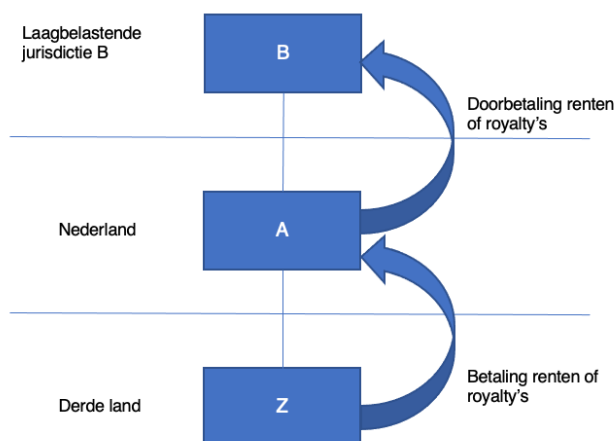 Laagbelastende
jurisdictie B
B
Doorbetaling renten
of royalty's
Nederland
A
Derde land
Z
Betaling renten of
royalty's